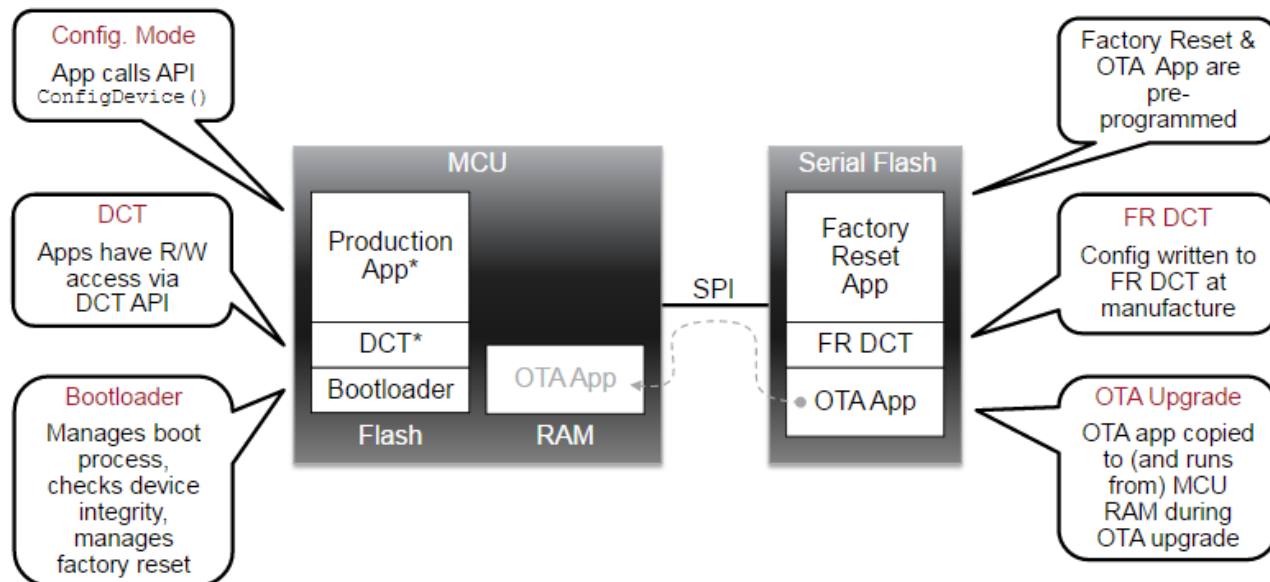 Config. Mode
App calls API
ConfigDevice()
DCT
Apps have R/W
access via
DCT API
Bootloader
Manages boot
process,
checks device
integrity,
manages
factory reset
MCU
Production
App*
DCT*
Bootloader
Flash
OTA App
RAM
SPI
Serial Flash
Factory
Reset
App
FR DCT
OTA App
Factory Reset &
OTA App are
pre-
programmed
FR DCT
Config written to
FR DCT at
manufacture
OTA Upgrade
OTA app copied
to (and runs
from) MCU
RAM during
OTA upgrade